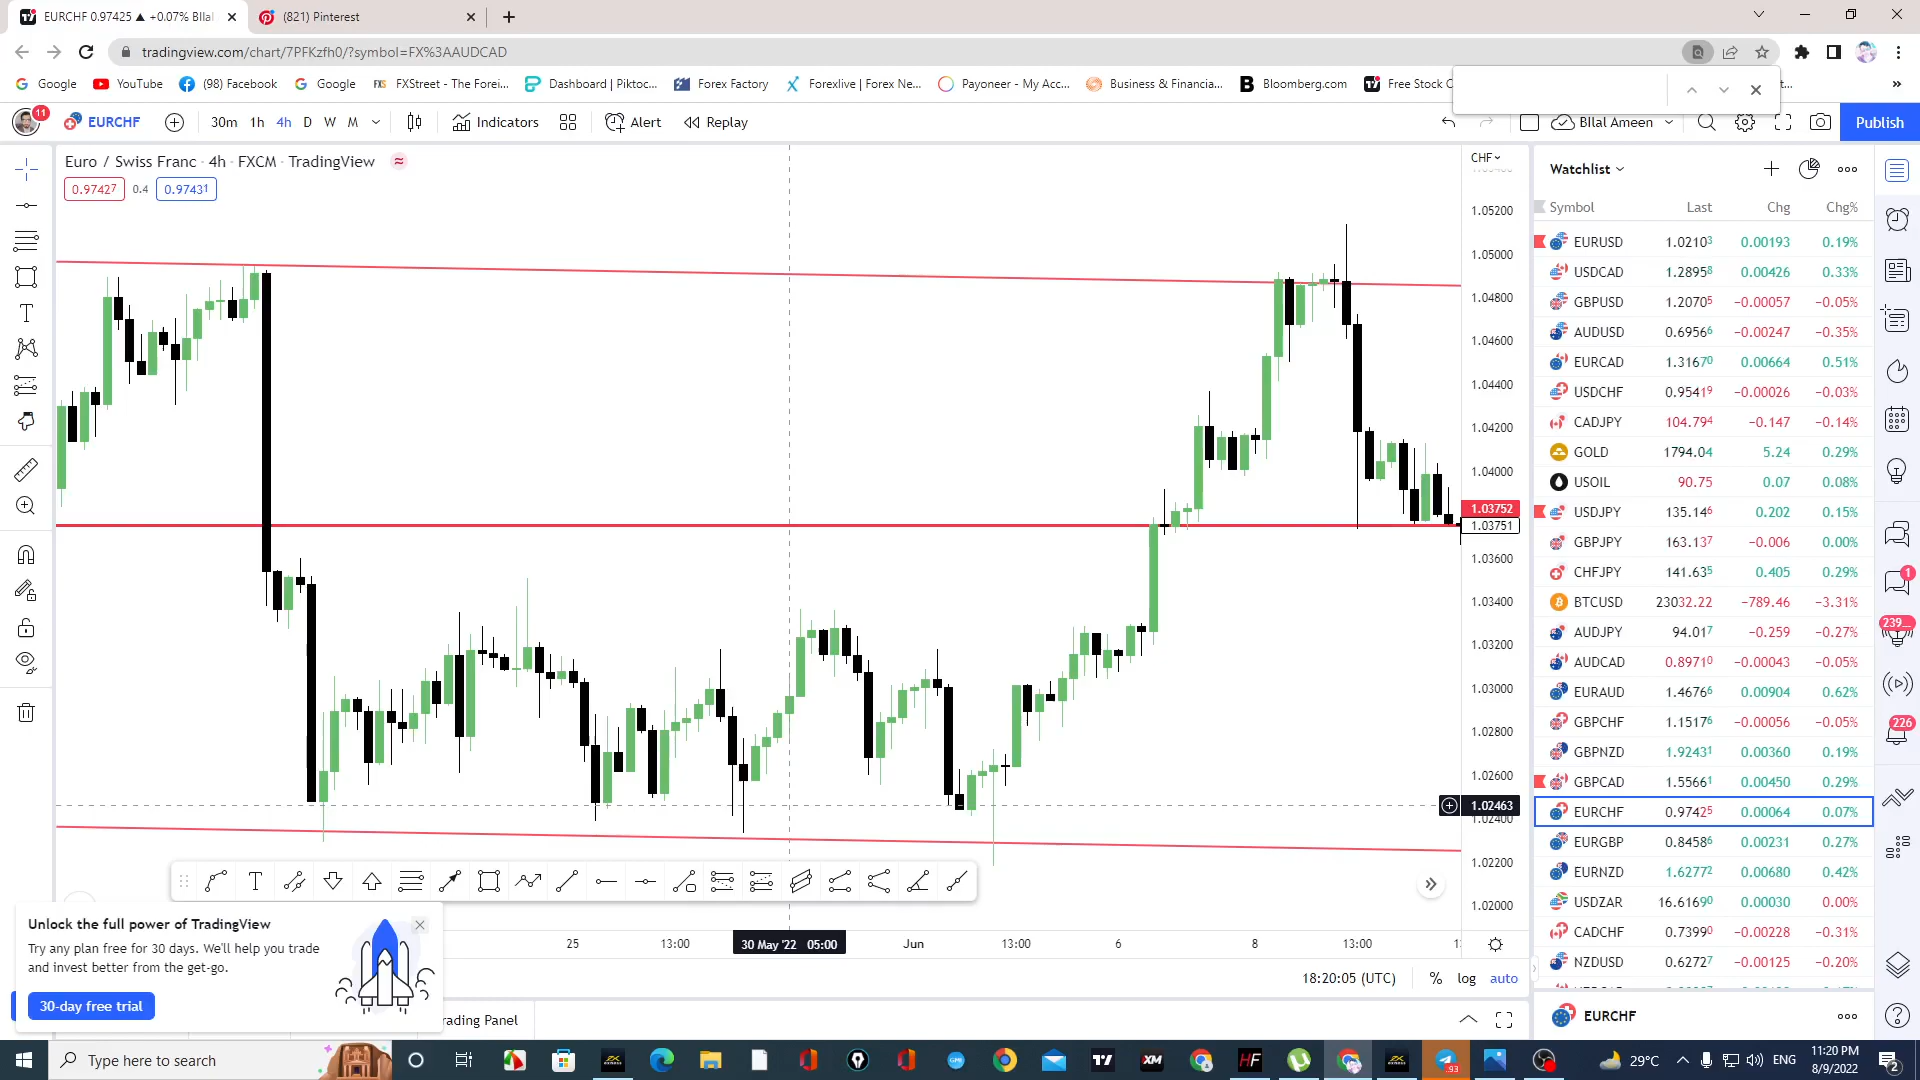 EURCHF 0.97425 ▲ +0.07% Bilal
(821) Pinterest
tradingview.com/chart/7PFKzfh0/?symbol=FX%3AAUDCAD
Google YouTube (98) Facebook Google FXStreet - The Forei... Dashboard | Piktoc... Forex Factory Forexlive | Forex Ne... Payoneer - My Acc... Business & Financia... Bloomberg.com Free Stock C
11 EURCHF 30m 1h 4h D W M Indicators Alert Replay BIlal Ameen Publish
Euro / Swiss Franc · 4h · FXCM · TradingView
0.97427 0.4 0.97431
CHF
1.05200
1.05000
1.04800
1.04600
1.04400
1.04200
1.04000
1.03752
1.03751
1.03600
1.03400
1.03200
1.03000
1.02800
1.02600
1.02463
1.02400
1.02200
1.02000
25 13:00 30 May '22 05:00 Jun 13:00 6 8 13:00
18:20:05 (UTC) % log auto
Unlock the full power of TradingView
Try any plan free for 30 days. We'll help you trade
and invest better from the get-go.
30-day free trial
rading Panel
Watchlist
Symbol Last Chg Chg%
EURUSD 1.02103 0.00193 0.19%
USDCAD 1.28958 0.00426 0.33%
GBPUSD 1.20705 −0.00057 −0.05%
AUDUSD 0.69566 −0.00247 −0.35%
EURCAD 1.31670 0.00664 0.51%
USDCHF 0.95419 −0.00026 −0.03%
CADJPY 104.794 −0.147 −0.14%
GOLD 1794.04 5.24 0.29%
USOIL 90.75 0.07 0.08%
USDJPY 135.146 0.202 0.15%
GBPJPY 163.137 −0.006 0.00%
CHFJPY 141.635 0.405 0.29%
BTCUSD 23032.22 −789.46 −3.31%
AUDJPY 94.017 −0.259 −0.27%
AUDCAD 0.89710 −0.00043 −0.05%
EURAUD 1.46766 0.00904 0.62%
GBPCHF 1.15176 −0.00056 −0.05%
GBPNZD 1.92431 0.00360 0.19%
GBPCAD 1.55661 0.00450 0.29%
EURCHF 0.97425 0.00064 0.07%
EURGBP 0.84586 0.00231 0.27%
EURNZD 1.62772 0.00680 0.42%
USDZAR 16.61690 0.00030 0.00%
CADCHF 0.73990 −0.00228 −0.31%
NZDUSD 0.62727 −0.00125 −0.20%
EURCHF
1
239
226
Type here to search
93
29°C ENG
11:20 PM
8/9/2022
2